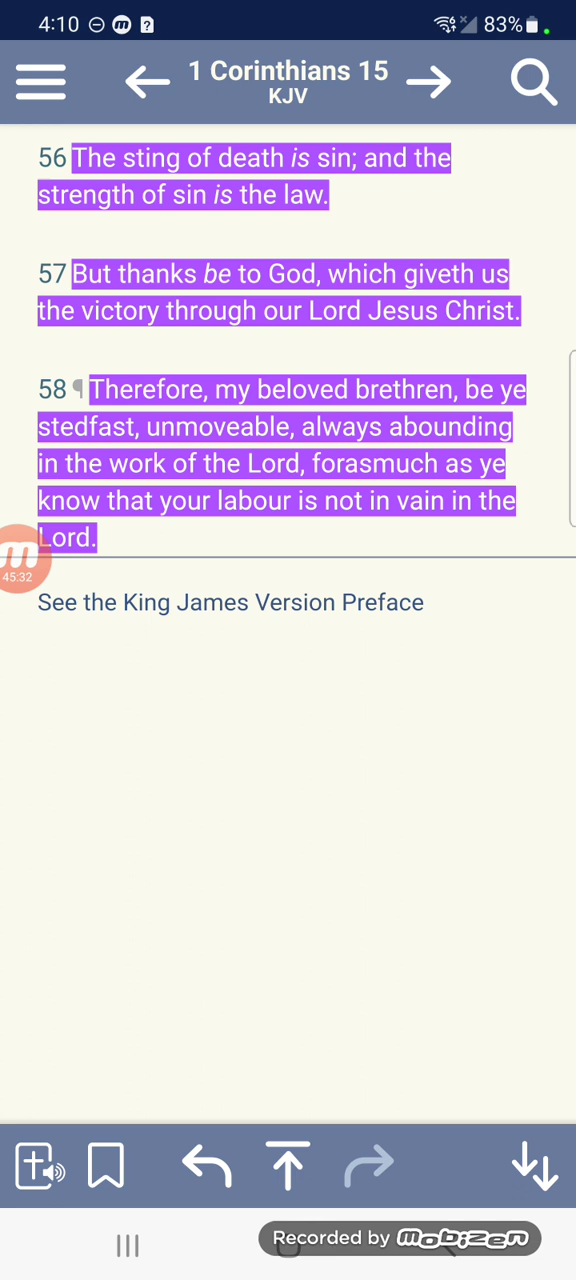 4:10 83%
1 Corinthians 15
KJV
56 The sting of death is sin; and the
strength of sin is the law.
57 But thanks be to God, which giveth us
the victory through our Lord Jesus Christ.
58 ¶ Therefore, my beloved brethren, be ye
stedfast, unmoveable, always abounding
in the work of the Lord, forasmuch as ye
know that your labour is not in vain in the
Lord.
45:32
See the King James Version Preface
Recorded by mobizen